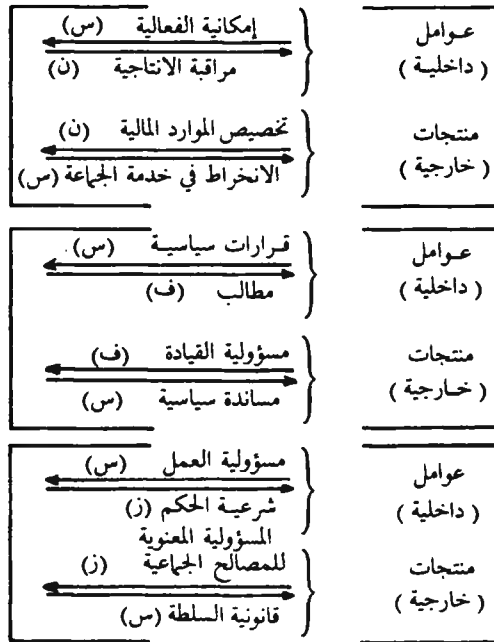 عوامل
(داخلية)
إمكانية الفعالية (س)
مراقبة الانتاجية (ن)
منتجات
(خارجية)
تخصيص الموارد المالية (ن)
الانخراط في خدمة الجماعة (س)
عوامل
(داخلية)
قرارات سياسية (س)
مطالب (ف)
منتجات
(خارجية)
مسؤولية القيادة (ف)
مساندة سياسية (س)
عوامل
(داخلية)
مسؤولية العمل (س)
شرعية الحكم (ز)
منتجات
(خارجية)
المسؤولية المعنوية
للمصالح الجماعية (ز)
قانونية السلطة (س)